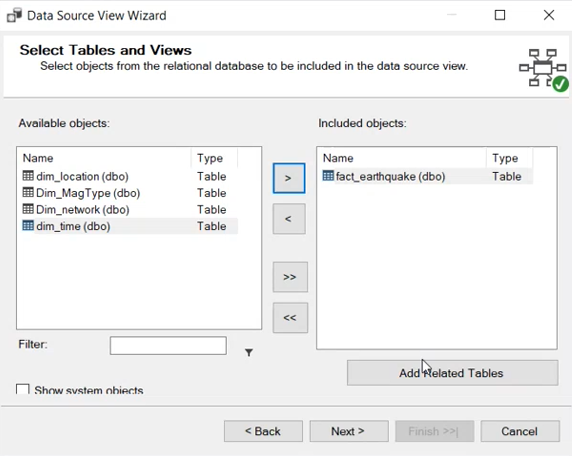 Data Source View Wizard
Select Tables and Views
Select objects from the relational database to be included in the data source view.
Available objects:
Name Type
dim_location (dbo) Table
Dim_MagType (dbo) Table
Dim_network (dbo) Table
dim_time (dbo) Table
>
<
>>
<<
Filter:
Show system objects
Included objects:
Name Type
fact_earthquake (dbo) Table
Add Related Tables
< Back Next > Finish >>| Cancel